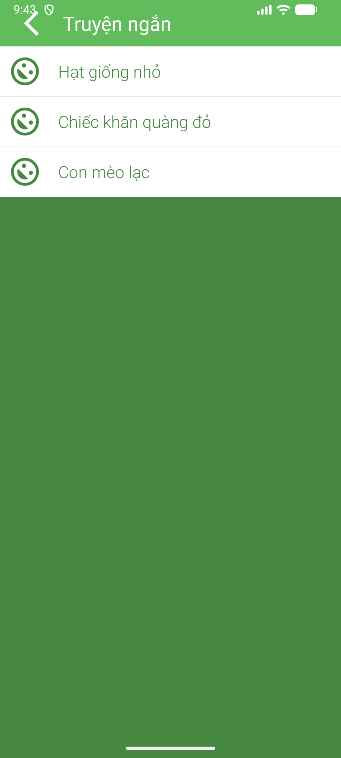 9:43
Truyện ngắn
Hạt giống nhỏ
Chiếc khăn quàng đỏ
Con mèo lạc